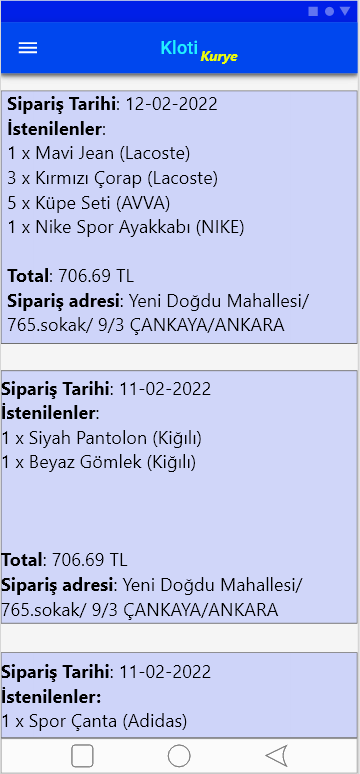 Kloti Kurye
Sipariş Tarihi: 12-02-2022
İstenilenler:
1 x Mavi Jean (Lacoste)
3 x Kırmızı Çorap (Lacoste)
5 x Küpe Seti (AVVA)
1 x Nike Spor Ayakkabı (NIKE)
Total: 706.69 TL
Sipariş adresi: Yeni Doğdu Mahallesi/
765.sokak/ 9/3 ÇANKAYA/ANKARA
Sipariş Tarihi: 11-02-2022
İstenilenler:
1 x Siyah Pantolon (Kiğılı)
1 x Beyaz Gömlek (Kiğılı)
Total: 706.69 TL
Sipariş adresi: Yeni Doğdu Mahallesi/
765.sokak/ 9/3 ÇANKAYA/ANKARA
Sipariş Tarihi: 11-02-2022
İstenilenler:
1 x Spor Çanta (Adidas)